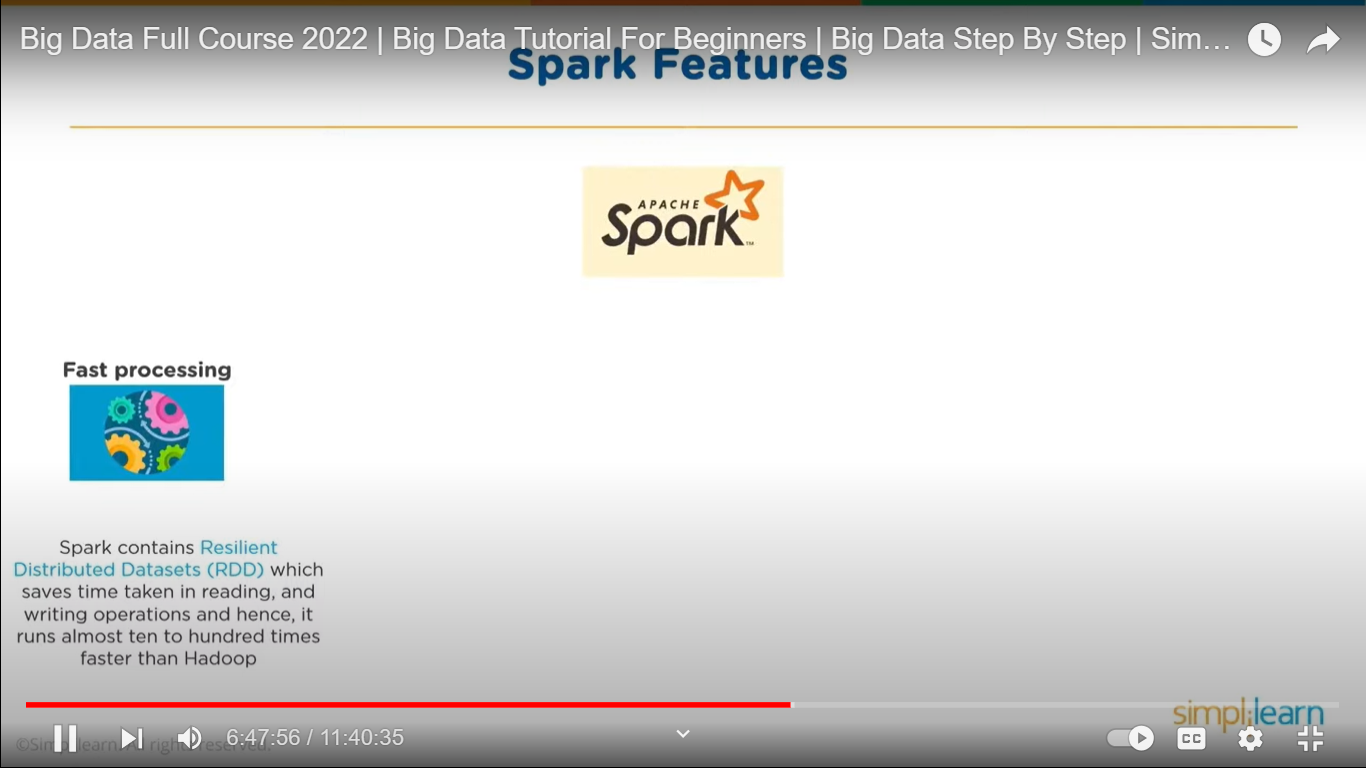 Big Data Full Course 2022 | Big Data Tutorial For Beginners | Big Data Step By Step | Sim...
Spark Features
APACHE
Spark™
Fast processing
Spark contains Resilient
Distributed Datasets (RDD) which
saves time taken in reading, and
writing operations and hence, it
runs almost ten to hundred times
faster than Hadoop
simplilearn
6:47:56 / 11:40:35
CC
©Simplilearn. All rights reserved.